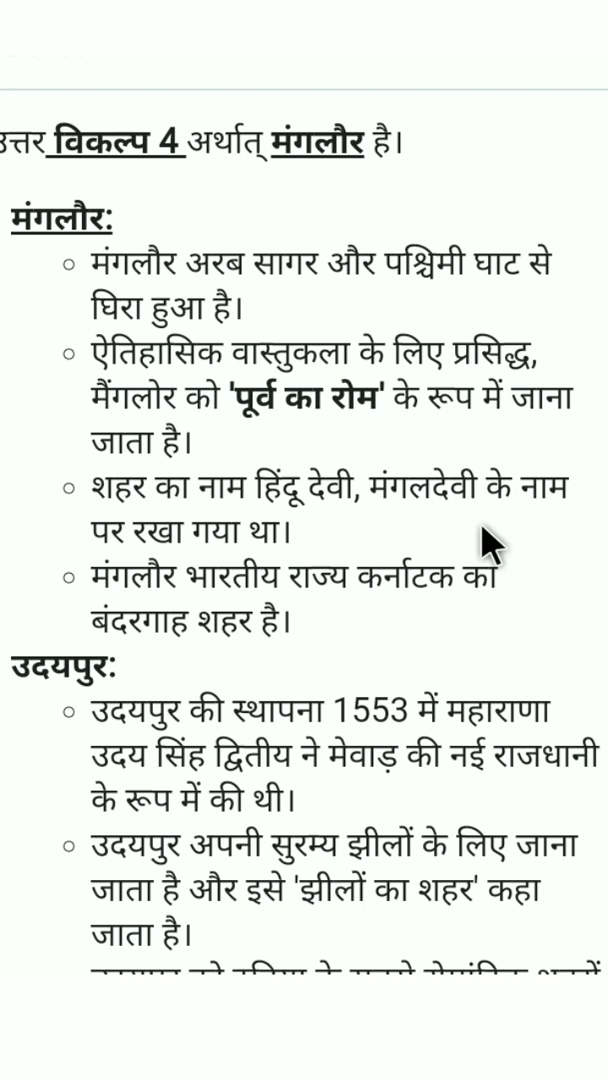 उत्तर विकल्प 4 अर्थात् मंगलौर है।
मंगलौर:
○ मंगलौर अरब सागर और पश्चिमी घाट से
घिरा हुआ है।
○ ऐतिहासिक वास्तुकला के लिए प्रसिद्ध,
मैंगलोर को 'पूर्व का रोम' के रूप में जाना
जाता है।
○ शहर का नाम हिंदू देवी, मंगलदेवी के नाम
पर रखा गया था।
○ मंगलौर भारतीय राज्य कर्नाटक का
बंदरगाह शहर है।
उदयपुर:
○ उदयपुर की स्थापना 1553 में महाराणा
उदय सिंह द्वितीय ने मेवाड़ की नई राजधानी
के रूप में की थी।
○ उदयपुर अपनी सुरम्य झीलों के लिए जाना
जाता है और इसे 'झीलों का शहर' कहा
जाता है।